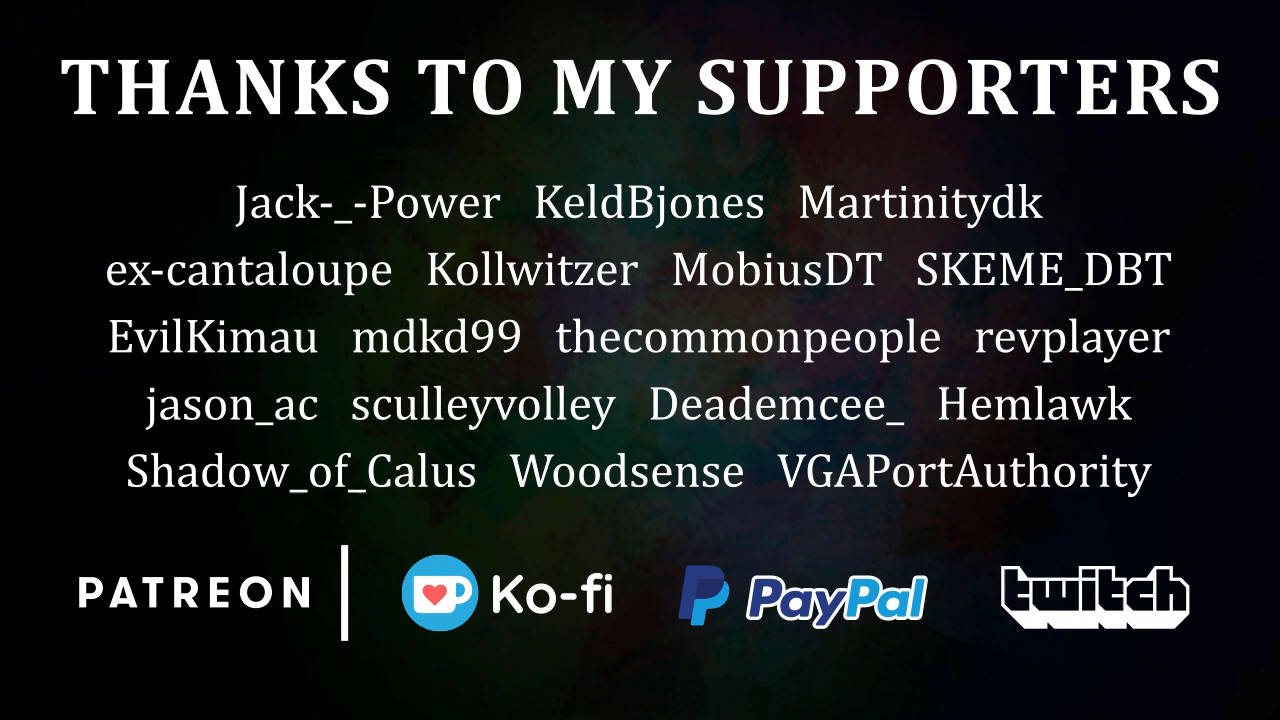 THANKS TO MY SUPPORTERS
Jack-_-Power KeldBjones Martinitydk
ex-cantaloupe Kollwitzer MobiusDT SKEME_DBT
EvilKimau mdkd99 thecommonpeople revplayer
jason_ac sculleyvolley Deademcee_ Hemlawk
Shadow_of_Calus Woodsense VGAPortAuthority
PATREON Ko-fi PayPal twitch